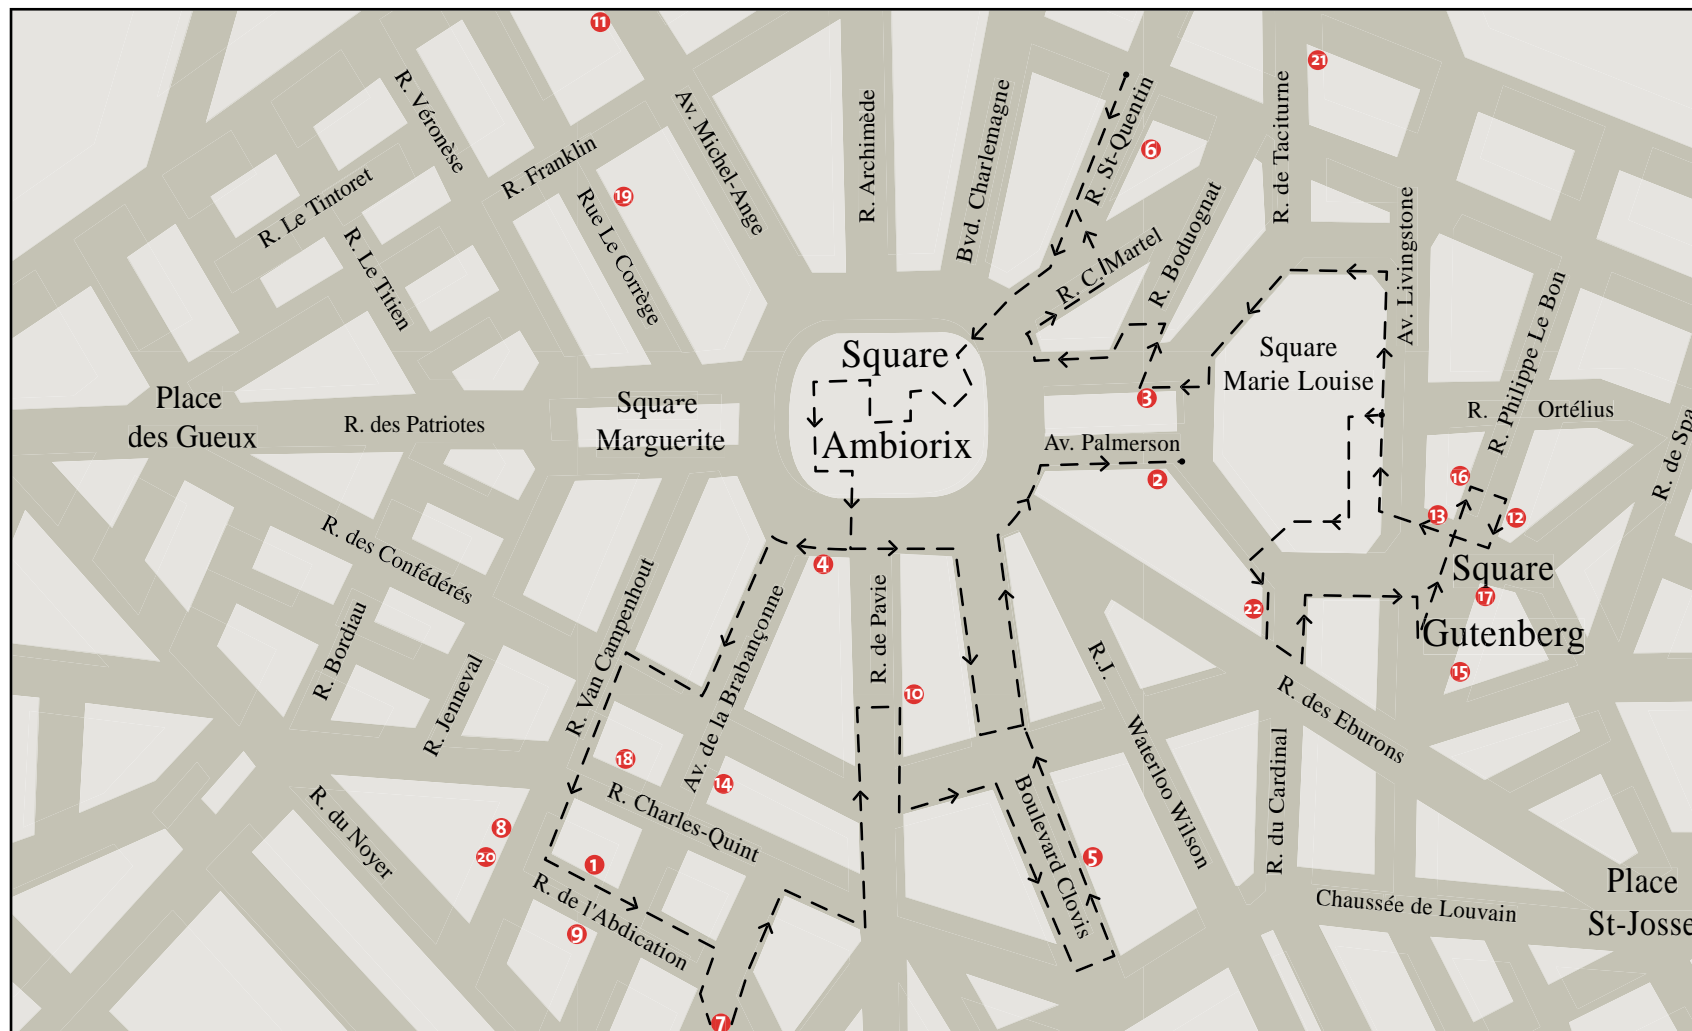 11
21
R. Véronèse
Av. Michel-Ange
R. Archimède
Bvd. Charlemagne
R. St-Quentin
6
R. de Taciturne
R. Franklin
R. Le Tintoret
19
Rue Le Corrège
R. Le Titien
R. C. Martel
R. Boduognat
Av. Livingstone
R. Philippe Le Bon
Square
Ambiorix
Square
Marie Louise
Place
des Gueux
R. des Patriotes
Square
Marguerite
3
R. Ortélius
R. de Spa
Av. Palmerson
2
16
13
12
R. des Confédérés
4
R. Van Campenhout
Av. de la Brabançonne
R. de Pavie
22
Square
17
Gutenberg
15
R. Bordiau
R. Jenneval
10
R.J.
Waterloo Wilson
R. des Eburons
R. du Cardinal
18
14
R. Charles-Quint
R. du Noyer
8
20
1
Boulevard Clovis
5
R. de l'Abdication
9
Chaussée de Louvain
Place
St-Josse
7